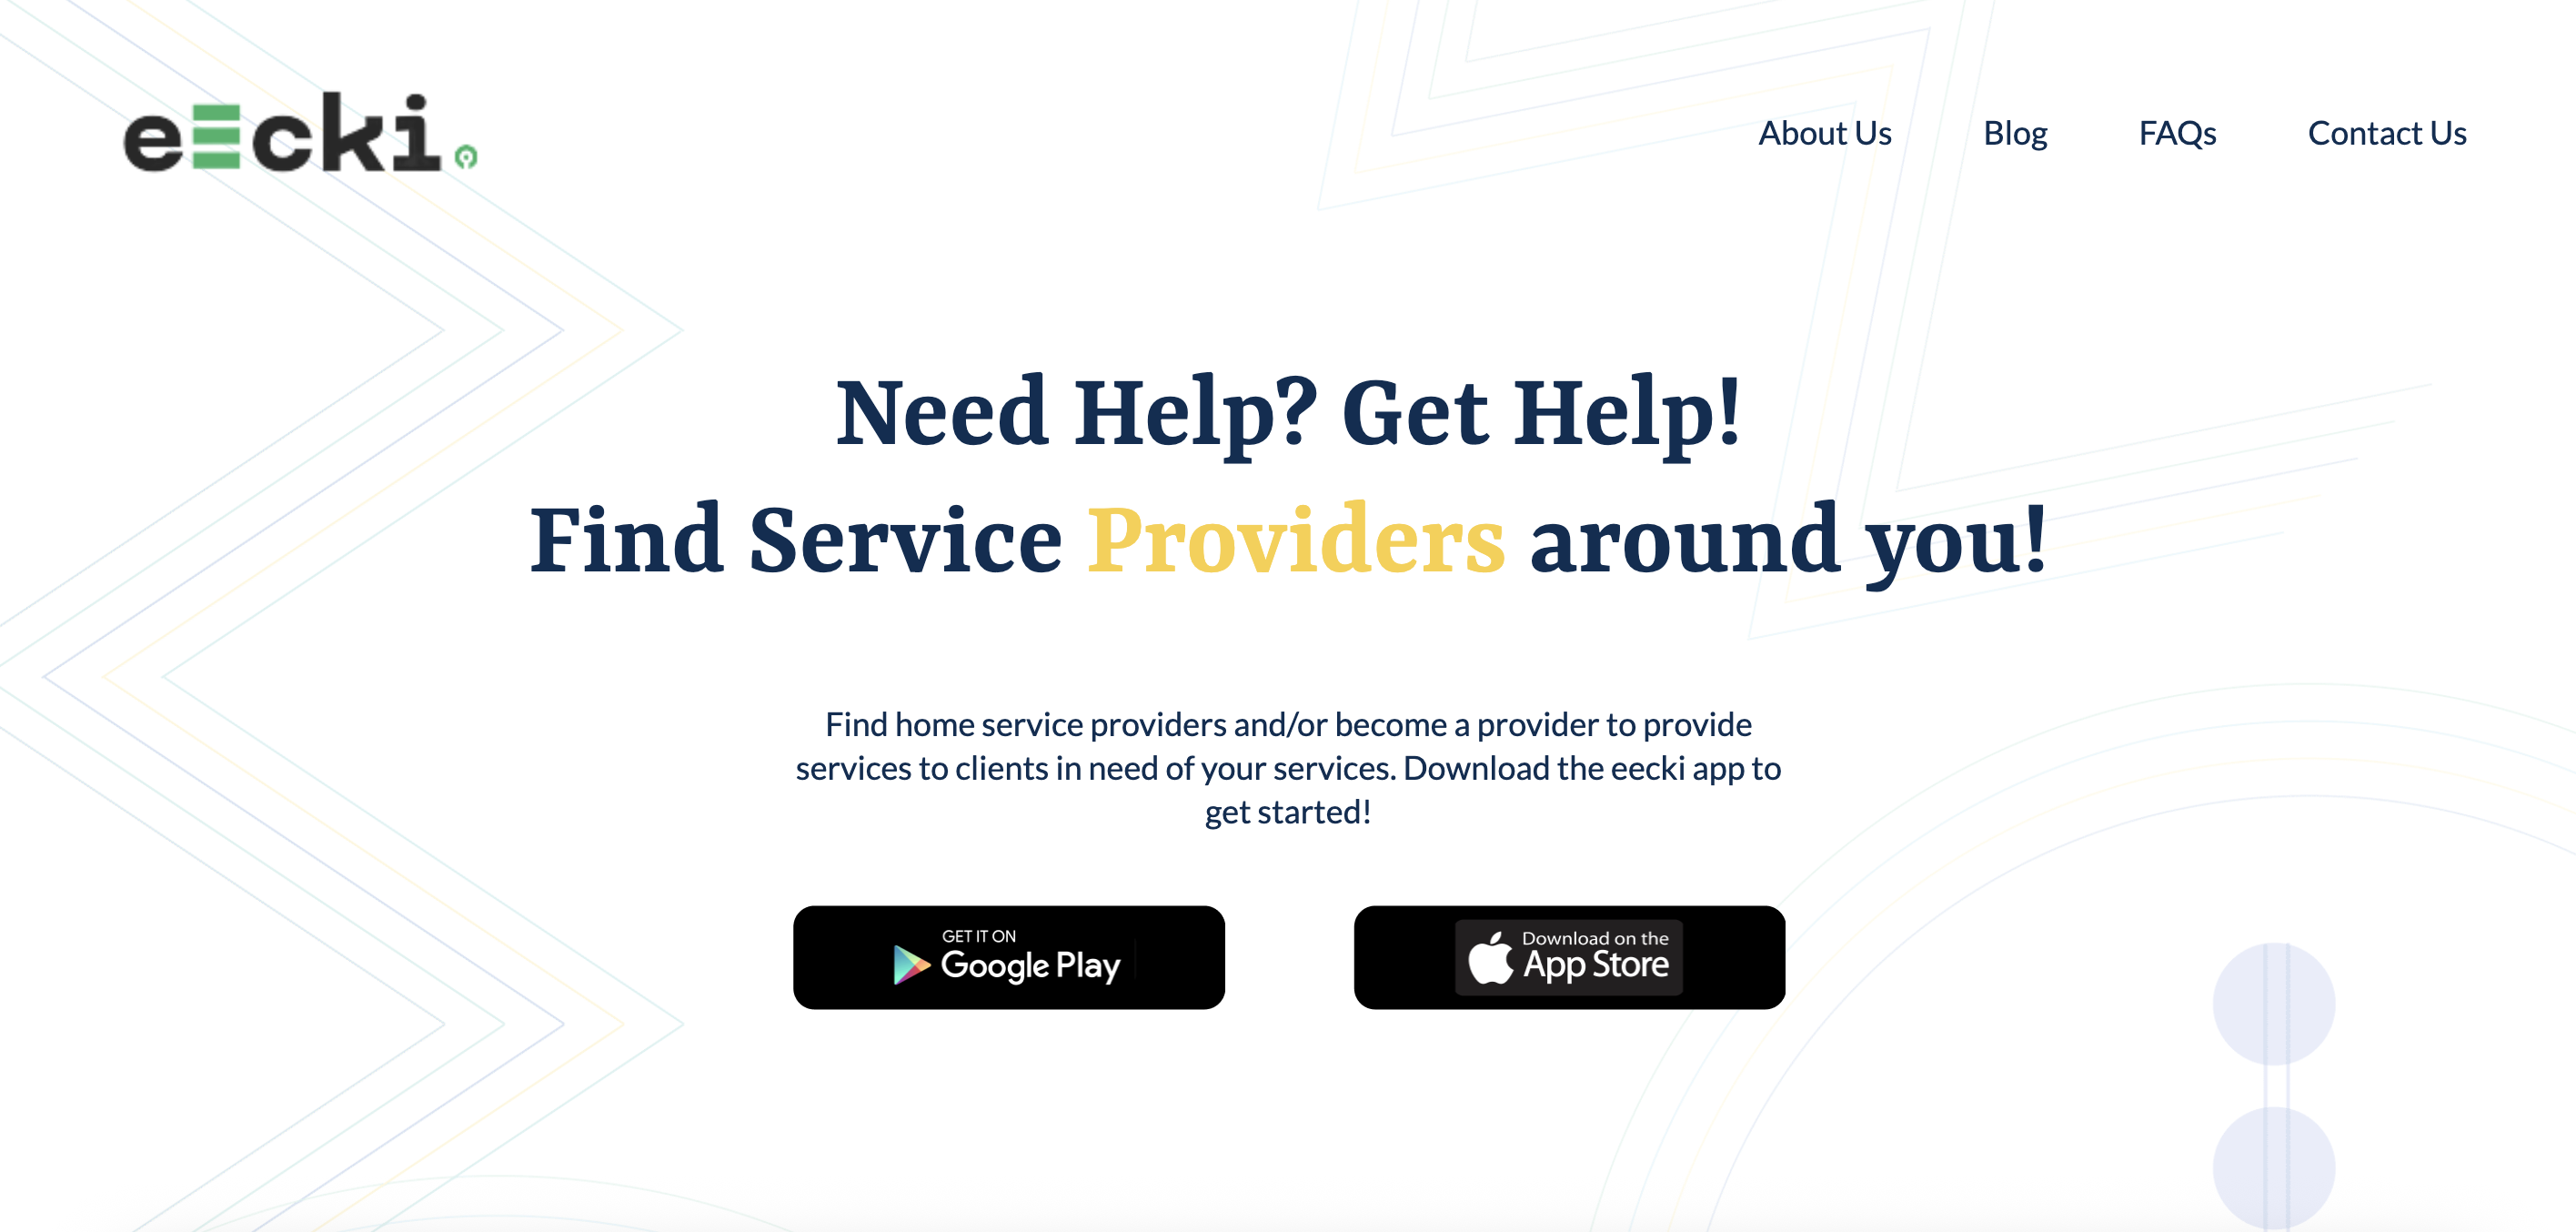 eecki
About Us Blog FAQs Contact Us
Need Help? Get Help!
Find Service Providers around you!
Find home service providers and/or become a provider to provide
services to clients in need of your services. Download the eecki app to
get started!
GET IT ON
Google Play
Download on the
App Store